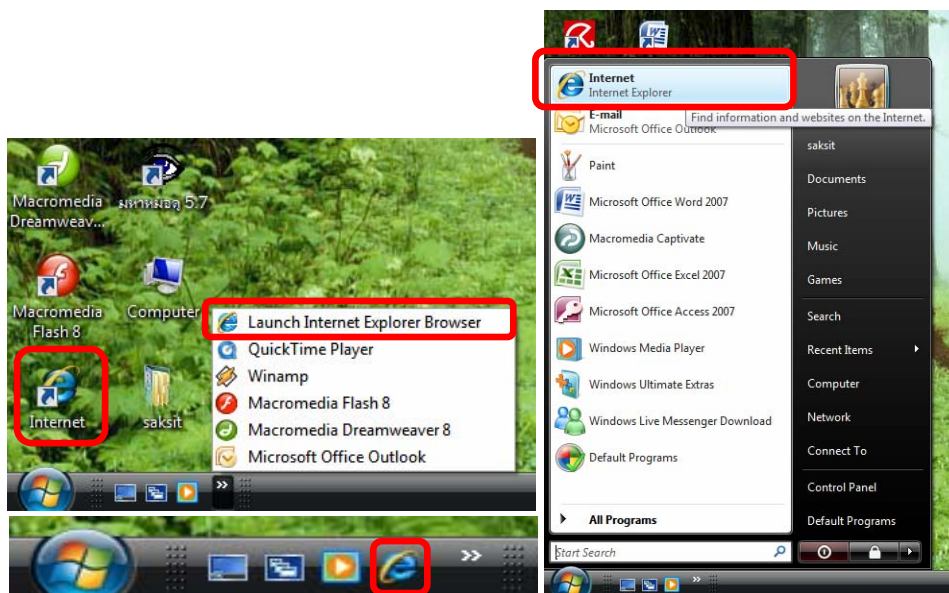 Macromedia
Dreamweav...
มหาหมอดู 5.7
Macromedia
Flash 8
Computer
Internet
saksit
Launch Internet Explorer Browser
QuickTime Player
Winamp
Macromedia Flash 8
Macromedia Dreamweaver 8
Microsoft Office Outlook
Internet
Internet Explorer
E-mail
Microsoft Office Outlook
Find information and websites on the Internet.
Paint
Microsoft Office Word 2007
Macromedia Captivate
Microsoft Office Excel 2007
Microsoft Office Access 2007
Windows Media Player
Windows Ultimate Extras
Windows Live Messenger Download
Default Programs
All Programs
Start Search
saksit
Documents
Pictures
Music
Games
Search
Recent Items
Computer
Network
Connect To
Control Panel
Default Programs